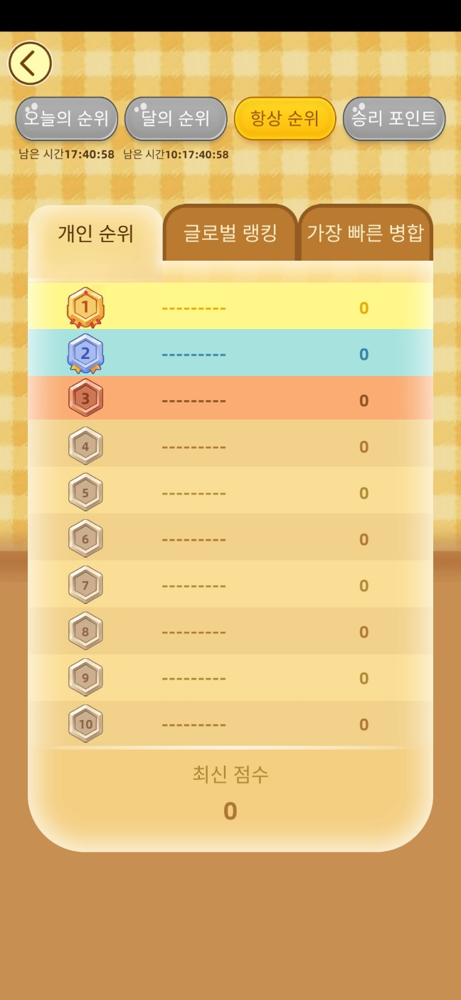 오늘의 순위 달의 순위 항상 순위 승리 포인트
남은 시간17:40:58 남은 시간10:17:40:58
개인 순위 글로벌 랭킹 가장 빠른 병합
1 --------- 0
2 --------- 0
3 --------- 0
4 --------- 0
5 --------- 0
6 --------- 0
7 --------- 0
8 --------- 0
9 --------- 0
10 --------- 0
최신 점수
0